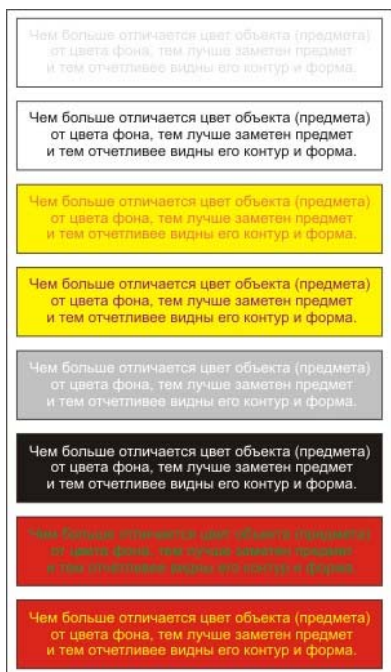 Чем больше отличается цвет объекта (предмета)
от цвета фона, тем лучше заметен предмет
и тем отчетливее видны его контур и форма.
Чем больше отличается цвет объекта (предмета)
от цвета фона, тем лучше заметен предмет
и тем отчетливее видны его контур и форма.
Чем больше отличается цвет объекта (предмета)
от цвета фона, тем лучше заметен предмет
и тем отчетливее видны его контур и форма.
Чем больше отличается цвет объекта (предмета)
от цвета фона, тем лучше заметен предмет
и тем отчетливее видны его контур и форма.
Чем больше отличается цвет объекта (предмета)
от цвета фона, тем лучше заметен предмет
и тем отчетливее видны его контур и форма.
Чем больше отличается цвет объекта (предмета)
от цвета фона, тем лучше заметен предмет
и тем отчетливее видны его контур и форма.
Чем больше отличается цвет объекта (предмета)
от цвета фона, тем лучше заметен предмет
и тем отчетливее видны его контур и форма.
Чем больше отличается цвет объекта (предмета)
от цвета фона, тем лучше заметен предмет
и тем отчетливее видны его контур и форма.